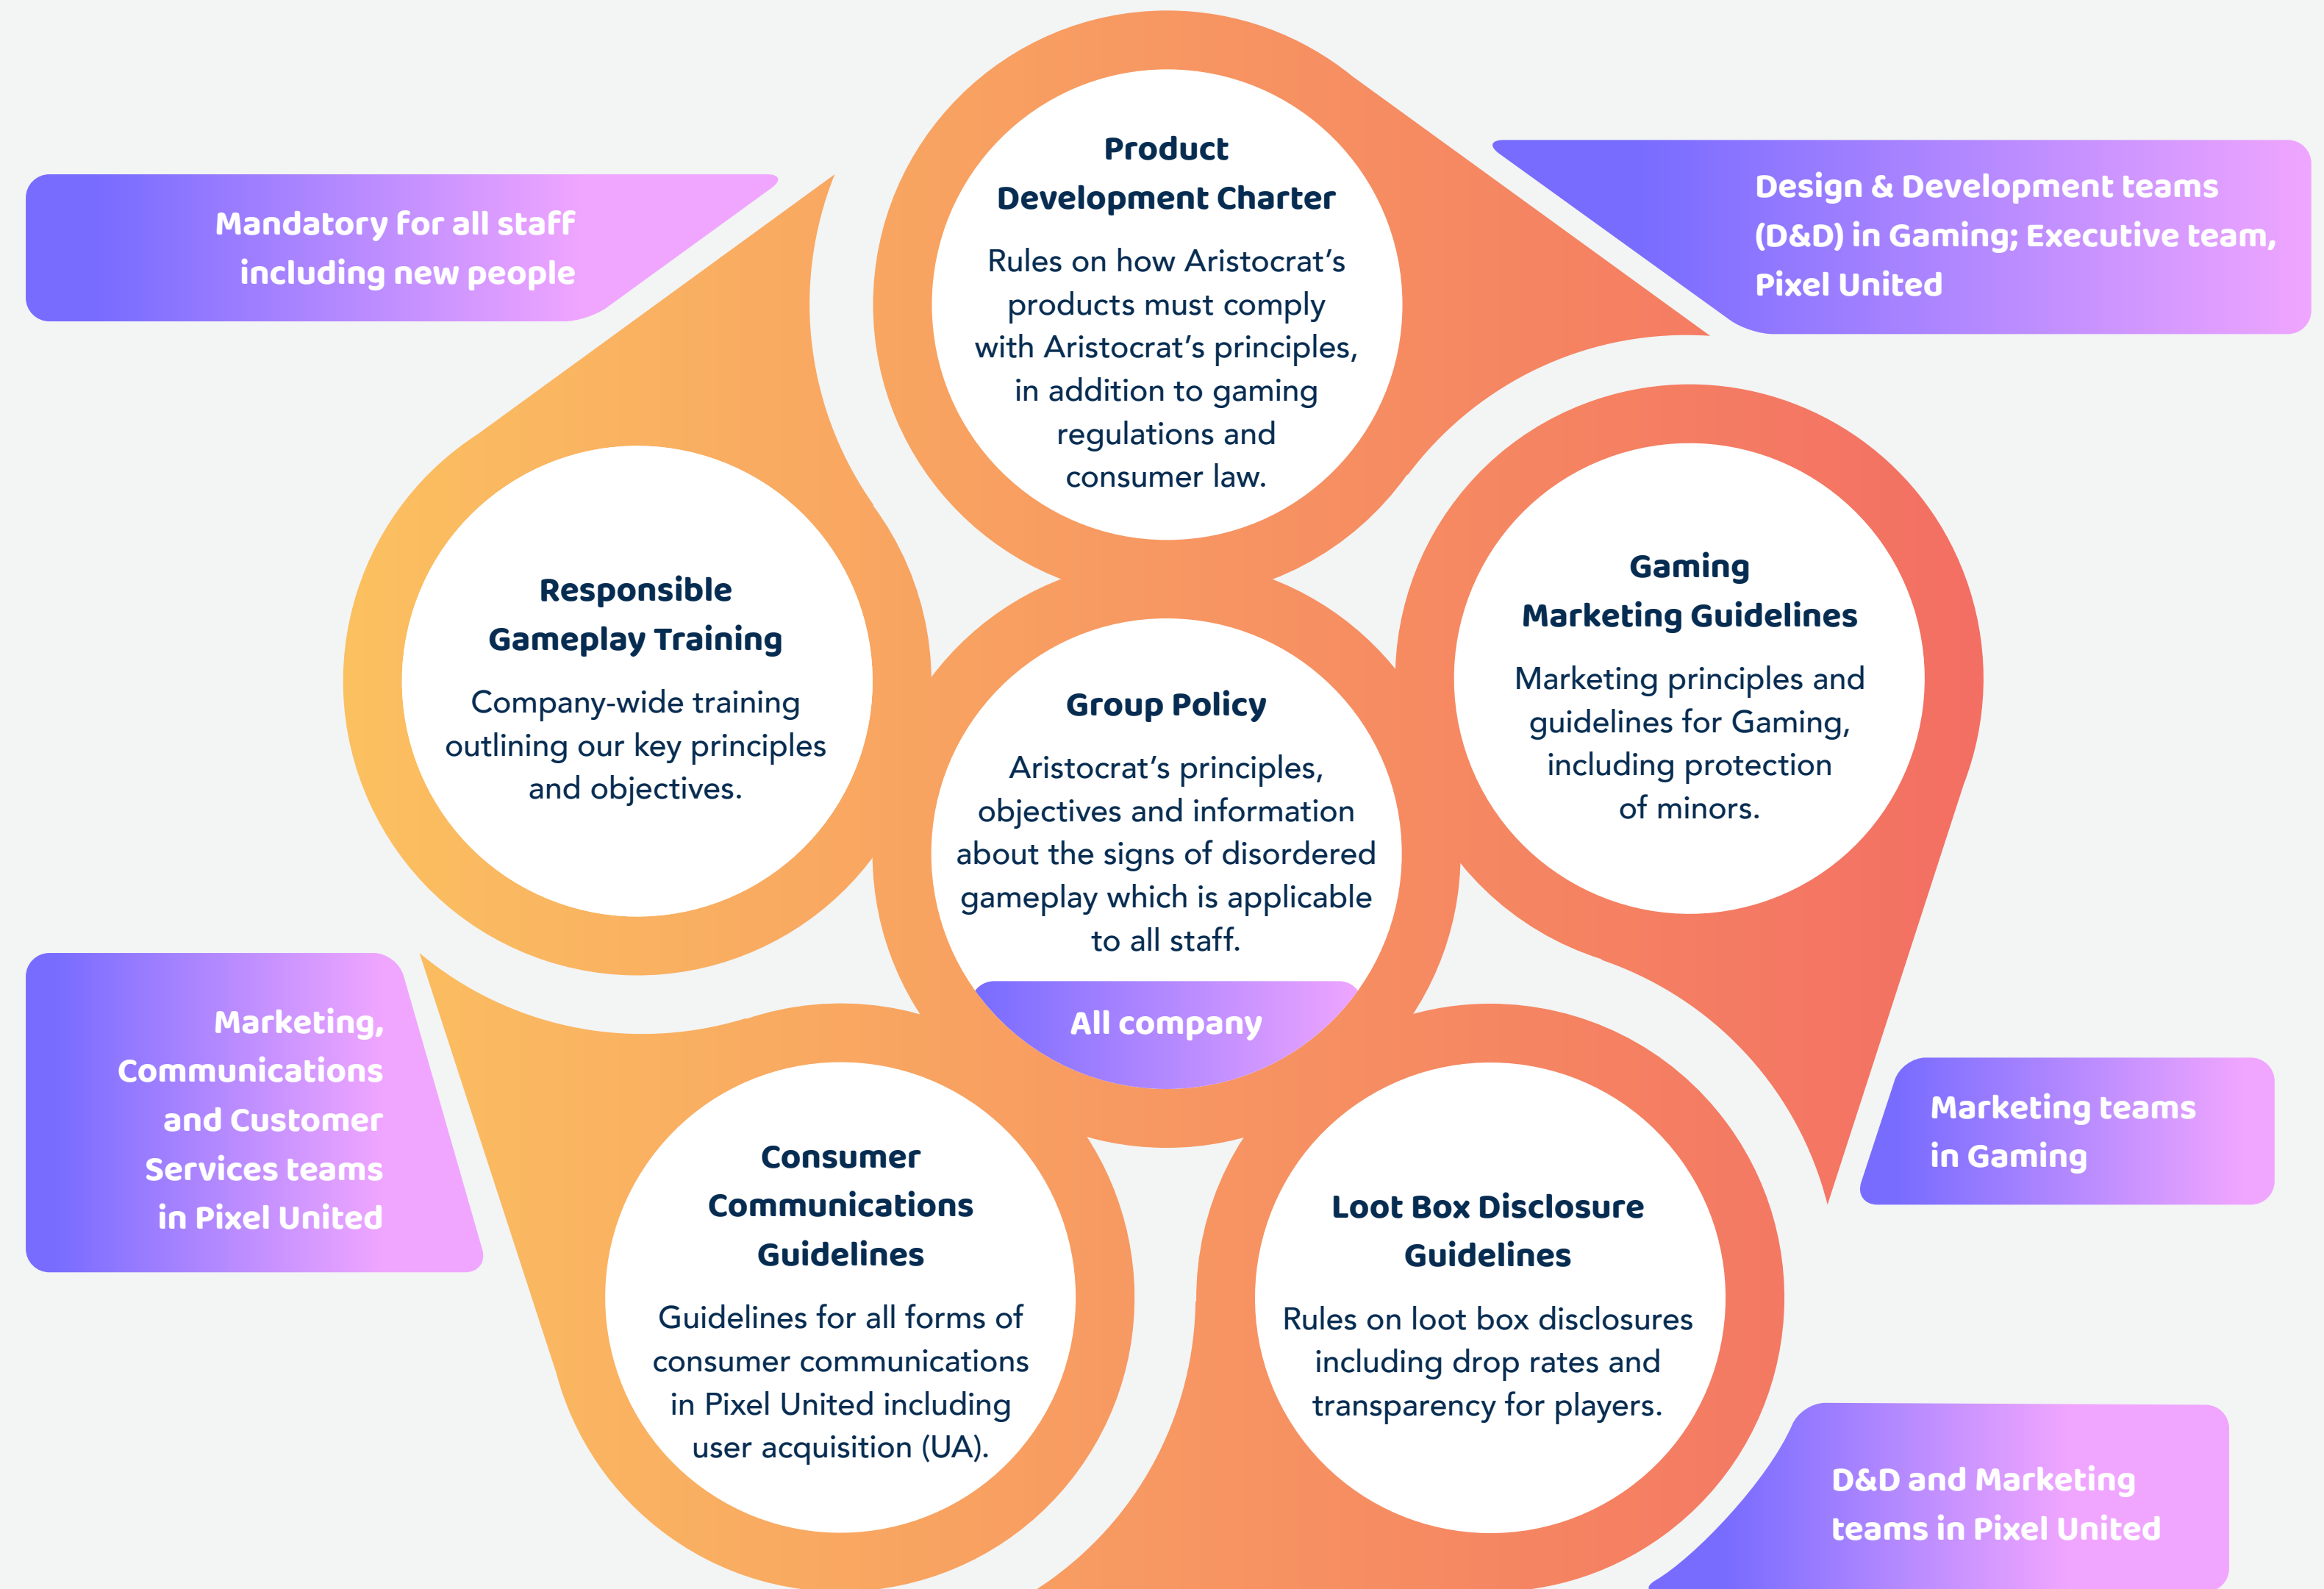 Product
Development Charter
Rules on how Aristocrat’s
products must comply
with Aristocrat’s principles,
in addition to gaming
regulations and
consumer law.
Design & Development teams
(D&D) in Gaming; Executive team,
Pixel United
Mandatory for all staff
including new people
Responsible
Gameplay Training
Company-wide training
outlining our key principles
and objectives.
Group Policy
Aristocrat’s principles,
objectives and information
about the signs of disordered
gameplay which is applicable
to all staff.
All company
Gaming
Marketing Guidelines
Marketing principles and
guidelines for Gaming,
including protection
of minors.
Marketing teams
in Gaming
Marketing,
Communications
and Customer
Services teams
in Pixel United
Consumer
Communications
Guidelines
Guidelines for all forms of
consumer communications
in Pixel United including
user acquisition (UA).
Loot Box Disclosure
Guidelines
Rules on loot box disclosures
including drop rates and
transparency for players.
D&D and Marketing
teams in Pixel United